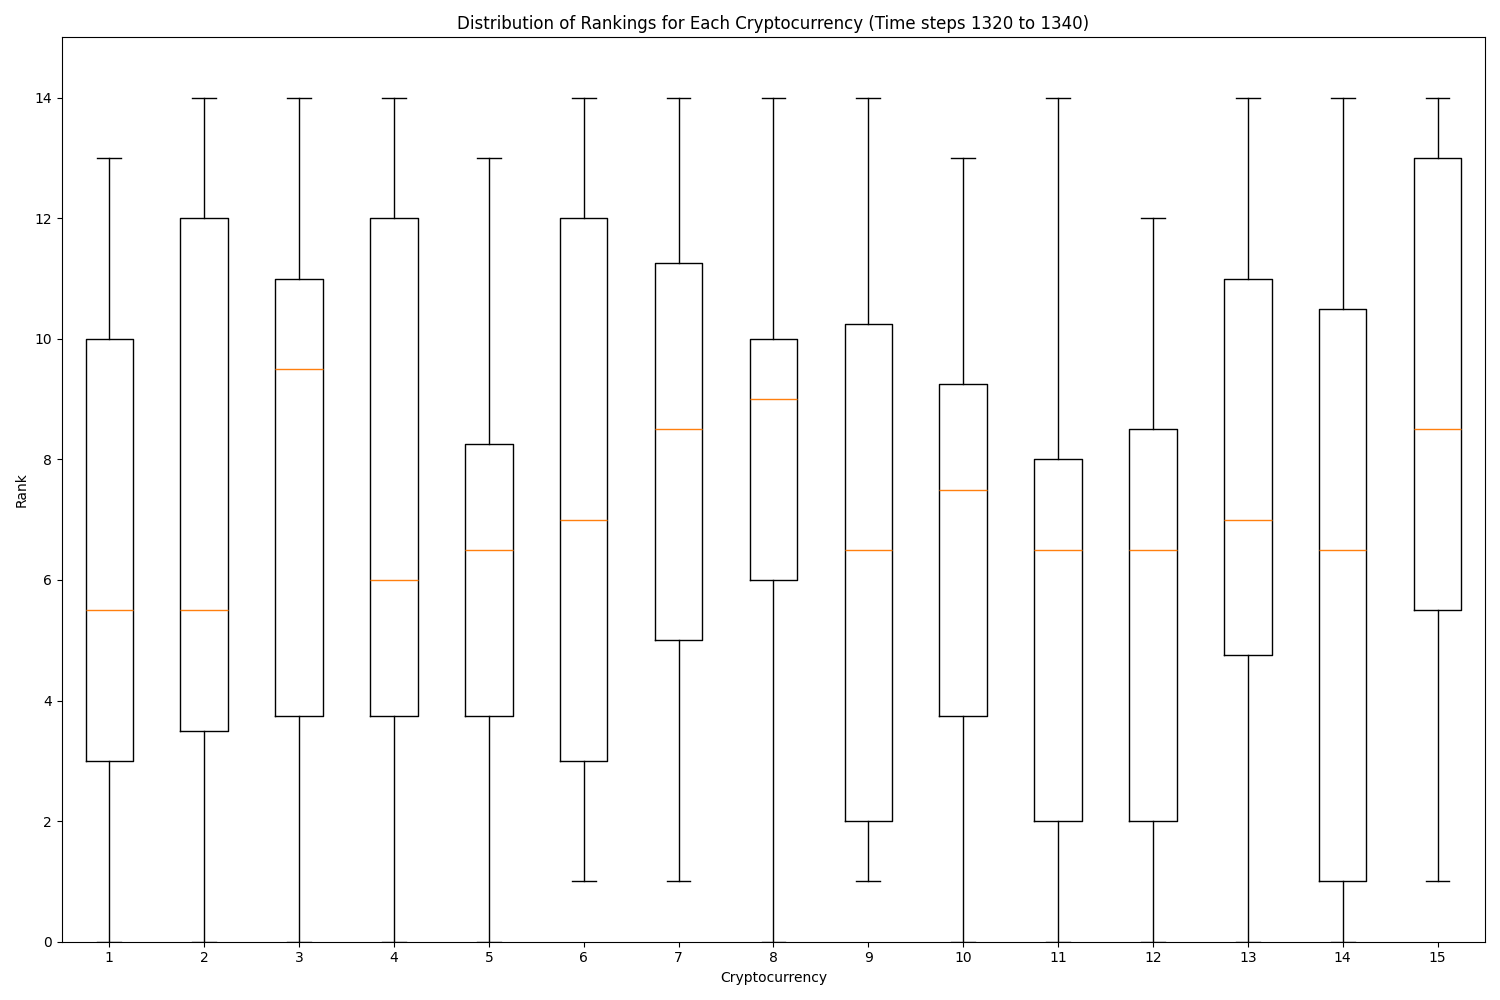 Distribution of Rankings for Each Cryptocurrency (Time steps 1320 to 1340)
14
12
10
8
6
4
2
0
Rank
1 2 3 4 5 6 7 8 9 10 11 12 13 14 15
Cryptocurrency